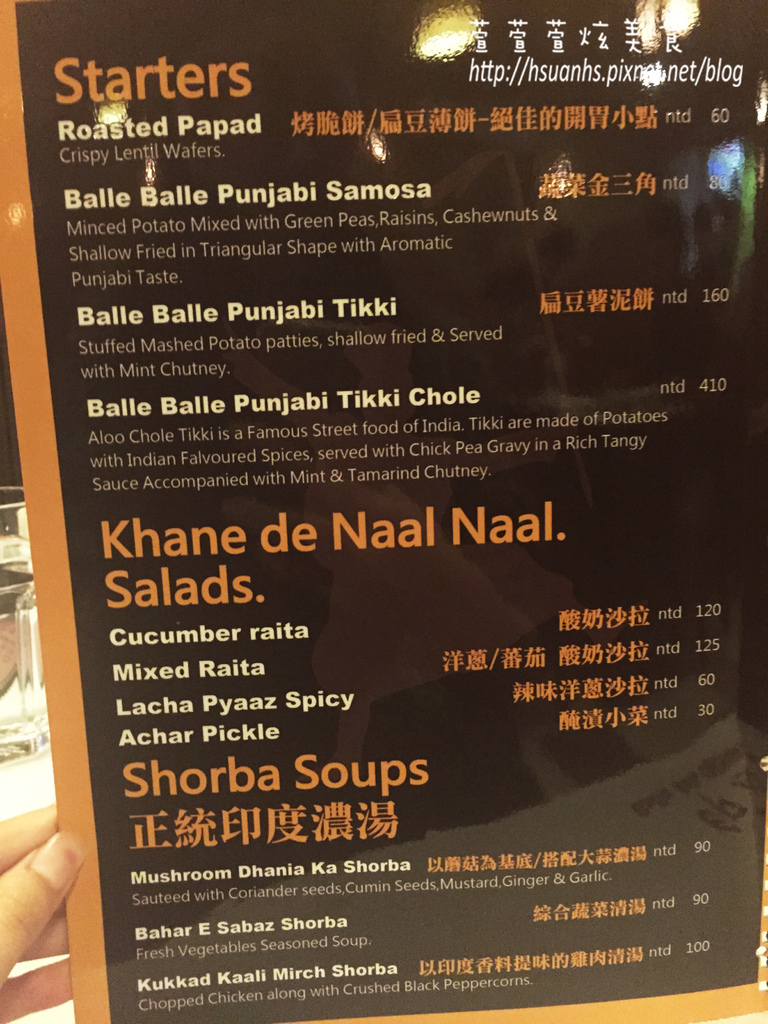 萱萱萱炫美食
http://hsuanhs.pixnet.net/blog
Starters
Roasted Papad 烤脆餅/扁豆薄餅-絕佳的開胃小點 ntd 60
Crispy Lentil Wafers.
Balle Balle Punjabi Samosa 蔬菜金三角 ntd 80
Minced Potato Mixed with Green Peas,Raisins, Cashewnuts &
Shallow Fried in Triangular Shape with Aromatic
Punjabi Taste.
Balle Balle Punjabi Tikki 扁豆薯泥餅 ntd 160
Stuffed Mashed Potato patties, shallow fried & Served
with Mint Chutney.
Balle Balle Punjabi Tikki Chole ntd 410
Aloo Chole Tikki is a Famous Street food of India. Tikki are made of Potatoes
with Indian Falvoured Spices, served with Chick Pea Gravy in a Rich Tangy
Sauce Accompanied with Mint & Tamarind Chutney.
Khane de Naal Naal.
Salads.
Cucumber raita 酸奶沙拉 ntd 120
Mixed Raita 洋蔥/蕃茄 酸奶沙拉 ntd 125
Lacha Pyaaz Spicy 辣味洋蔥沙拉 ntd 60
Achar Pickle 醃漬小菜 ntd 30
Shorba Soups
正統印度濃湯
Mushroom Dhania Ka Shorba 以蘑菇為基底/搭配大蒜濃湯 ntd 90
Sauteed with Coriander seeds,Cumin Seeds,Mustard,Ginger & Garlic.
Bahar E Sabaz Shorba 綜合蔬菜清湯 ntd 90
Fresh Vegetables Seasoned Soup.
Kukkad Kaali Mirch Shorba 以印度香料提味的雞肉清湯 ntd 100
Chopped Chicken along with Crushed Black Peppercorns.